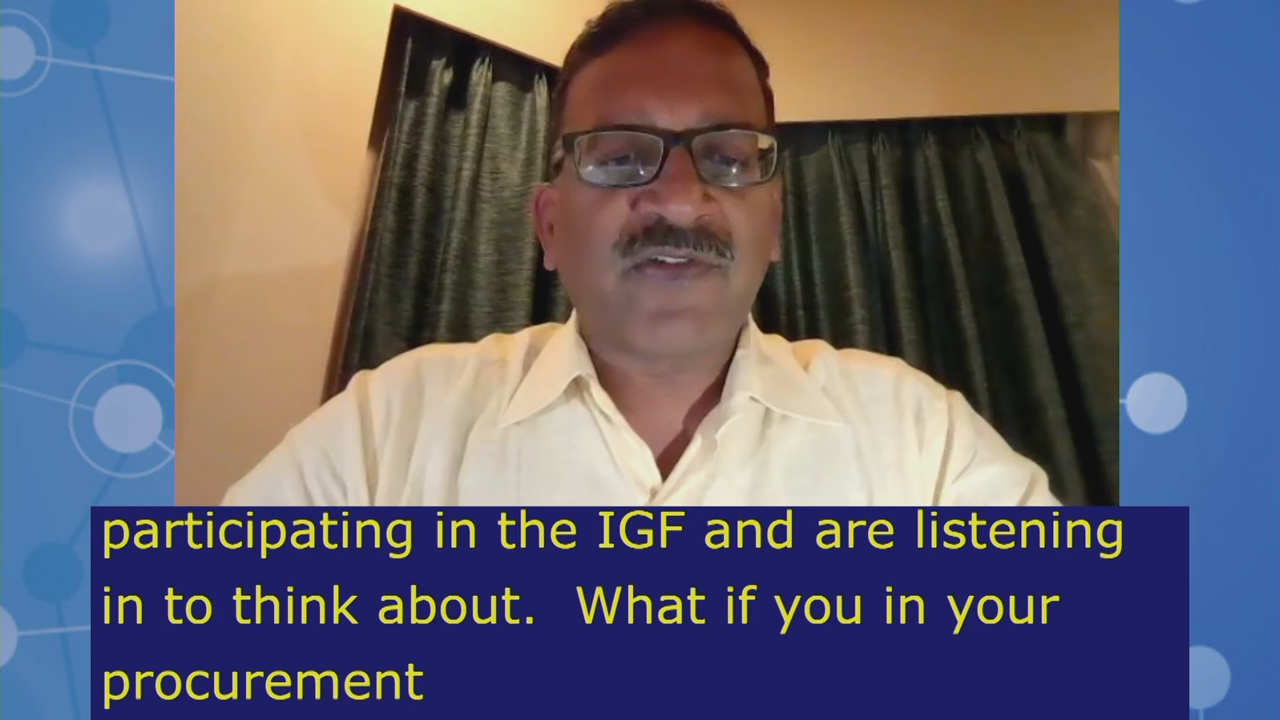 participating in the IGF and are listening
in to think about.  What if you in your
procurement